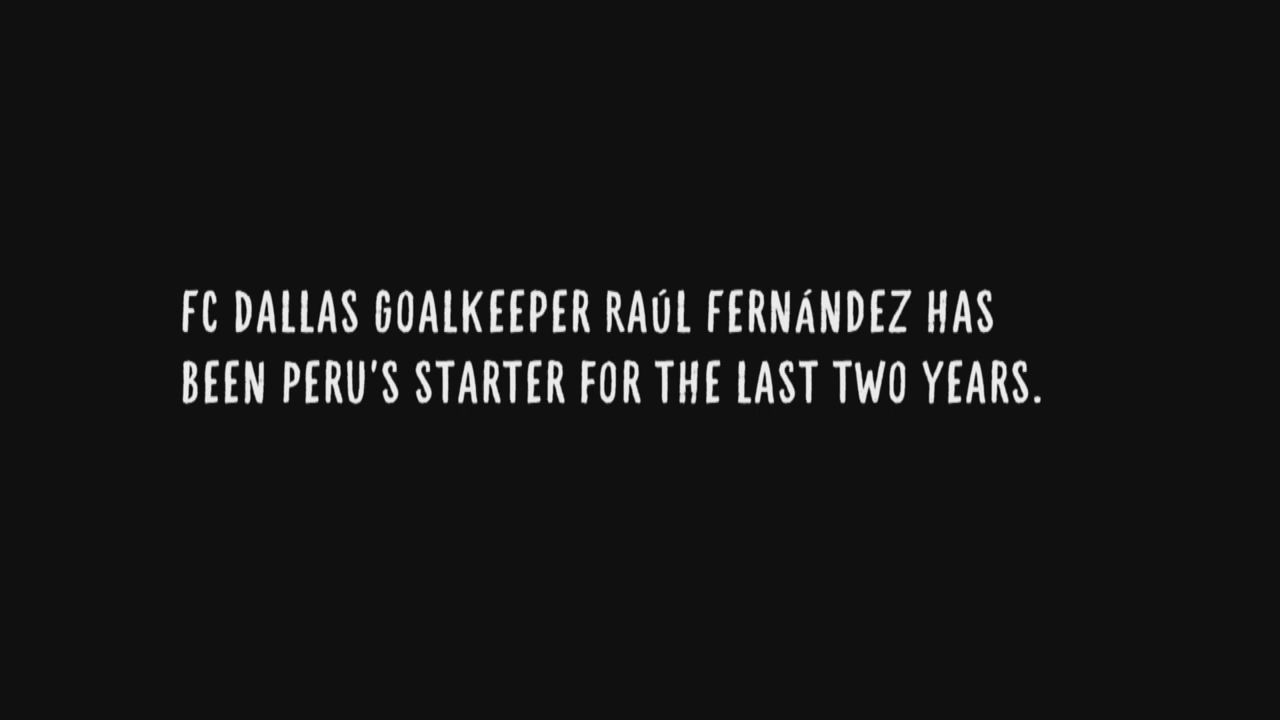 FC DALLAS GOALKEEPER RAÚL FERNÁNDEZ HAS
BEEN PERU'S STARTER FOR THE LAST TWO YEARS.